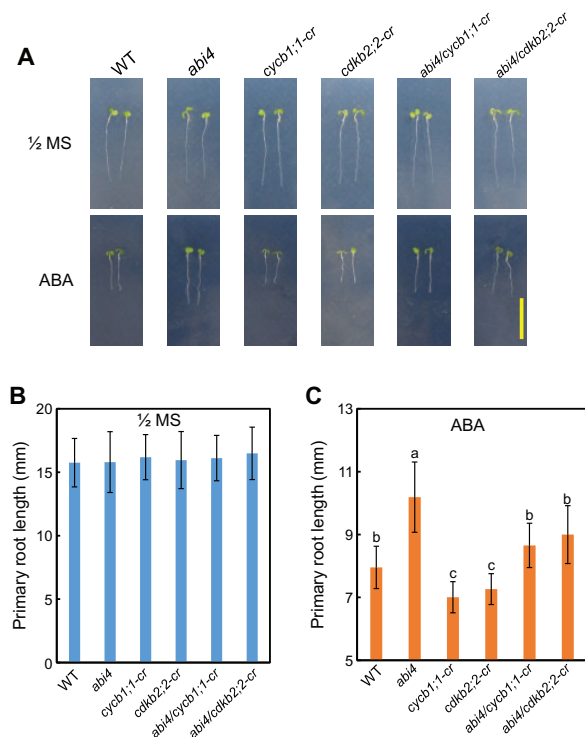 A
WT abi4 cycb1;1-cr cdkb2;2-cr abi4/cycb1;1-cr abi4/cdkb2;2-cr
½ MS
ABA
B
½ MS
Primary root length (mm)
20
15
10
5
0
WT abi4 cycb1;1-cr cdkb2;2-cr abi4/cycb1;1-cr abi4/cdkb2;2-cr
C
ABA
Primary root length (mm)
13
11
9
7
5
b a c c b b
WT abi4 cycb1;1-cr cdkb2;2-cr abi4/cycb1;1-cr abi4/cdkb2;2-cr